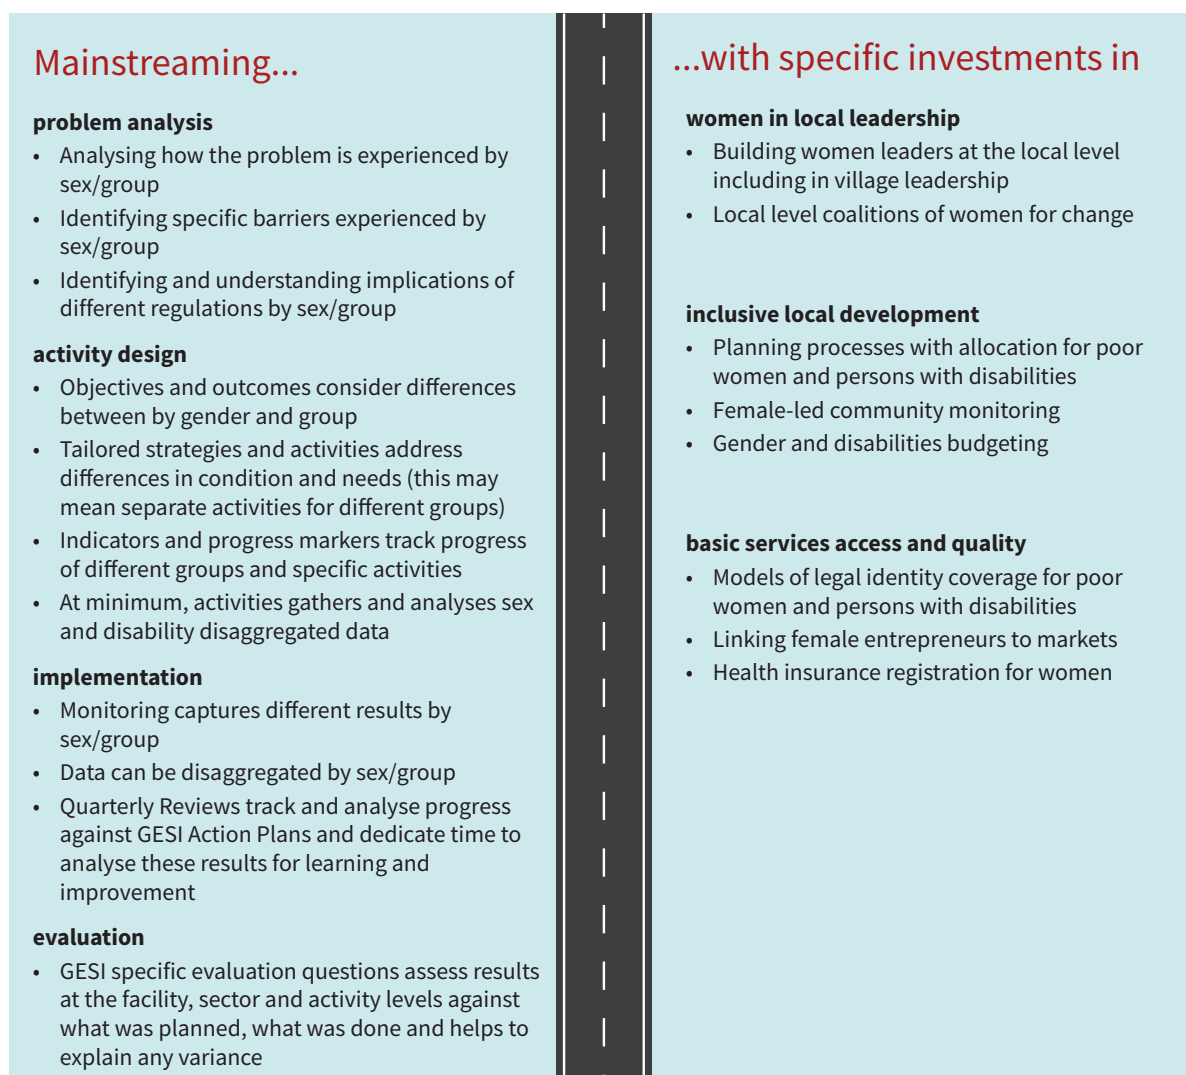 Mainstreaming...
problem analysis
• Analysing how the problem is experienced by
sex/group
• Identifying specific barriers experienced by
sex/group
• Identifying and understanding implications of
different regulations by sex/group
activity design
• Objectives and outcomes consider differences
between by gender and group
• Tailored strategies and activities address
differences in condition and needs (this may
mean separate activities for different groups)
• Indicators and progress markers track progress
of different groups and specific activities
• At minimum, activities gathers and analyses sex
and disability disaggregated data
implementation
• Monitoring captures different results by
sex/group
• Data can be disaggregated by sex/group
• Quarterly Reviews track and analyse progress
against GESI Action Plans and dedicate time to
analyse these results for learning and
improvement
evaluation
• GESI specific evaluation questions assess results
at the facility, sector and activity levels against
what was planned, what was done and helps to
explain any variance
...with specific investments in
women in local leadership
• Building women leaders at the local level
including in village leadership
• Local level coalitions of women for change
inclusive local development
• Planning processes with allocation for poor
women and persons with disabilities
• Female-led community monitoring
• Gender and disabilities budgeting
basic services access and quality
• Models of legal identity coverage for poor
women and persons with disabilities
• Linking female entrepreneurs to markets
• Health insurance registration for women